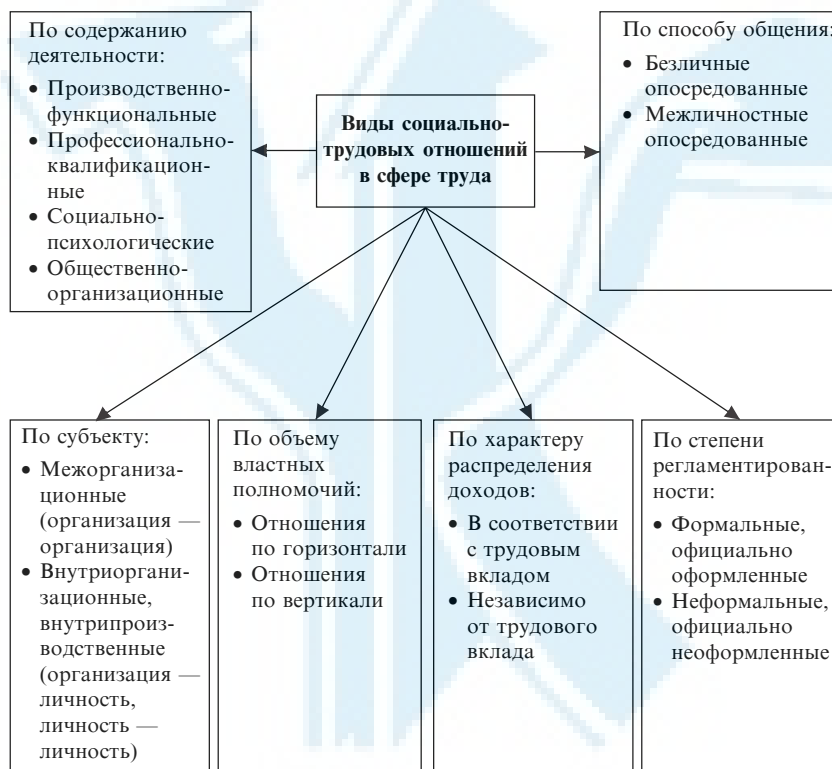 По содержанию
деятельности:
• Производственно-
функциональные
• Профессионально-
квалификацион-
ные
• Социально-
психологические
• Общественно-
организационные
Виды социально-
трудовых отношений
в сфере труда
По способу общения:
• Безличные
опосредованные
• Межличностные
опосредованные
По субъекту:
• Межорганиза-
ционные
(организация —
организация)
• Внутриоргани-
зационные,
внутрипроиз-
водственные
(организация —
личность,
личность —
личность)
По объему
властных
полномочий:
• Отношения
по горизонтали
• Отношения
по вертикали
По характеру
распределения
доходов:
• В соответствии
с трудовым
вкладом
• Независимо
от трудового
вклада
По степени
регламентирован-
ности:
• Формальные,
официально
оформленные
• Неформальные,
официально
неоформленные